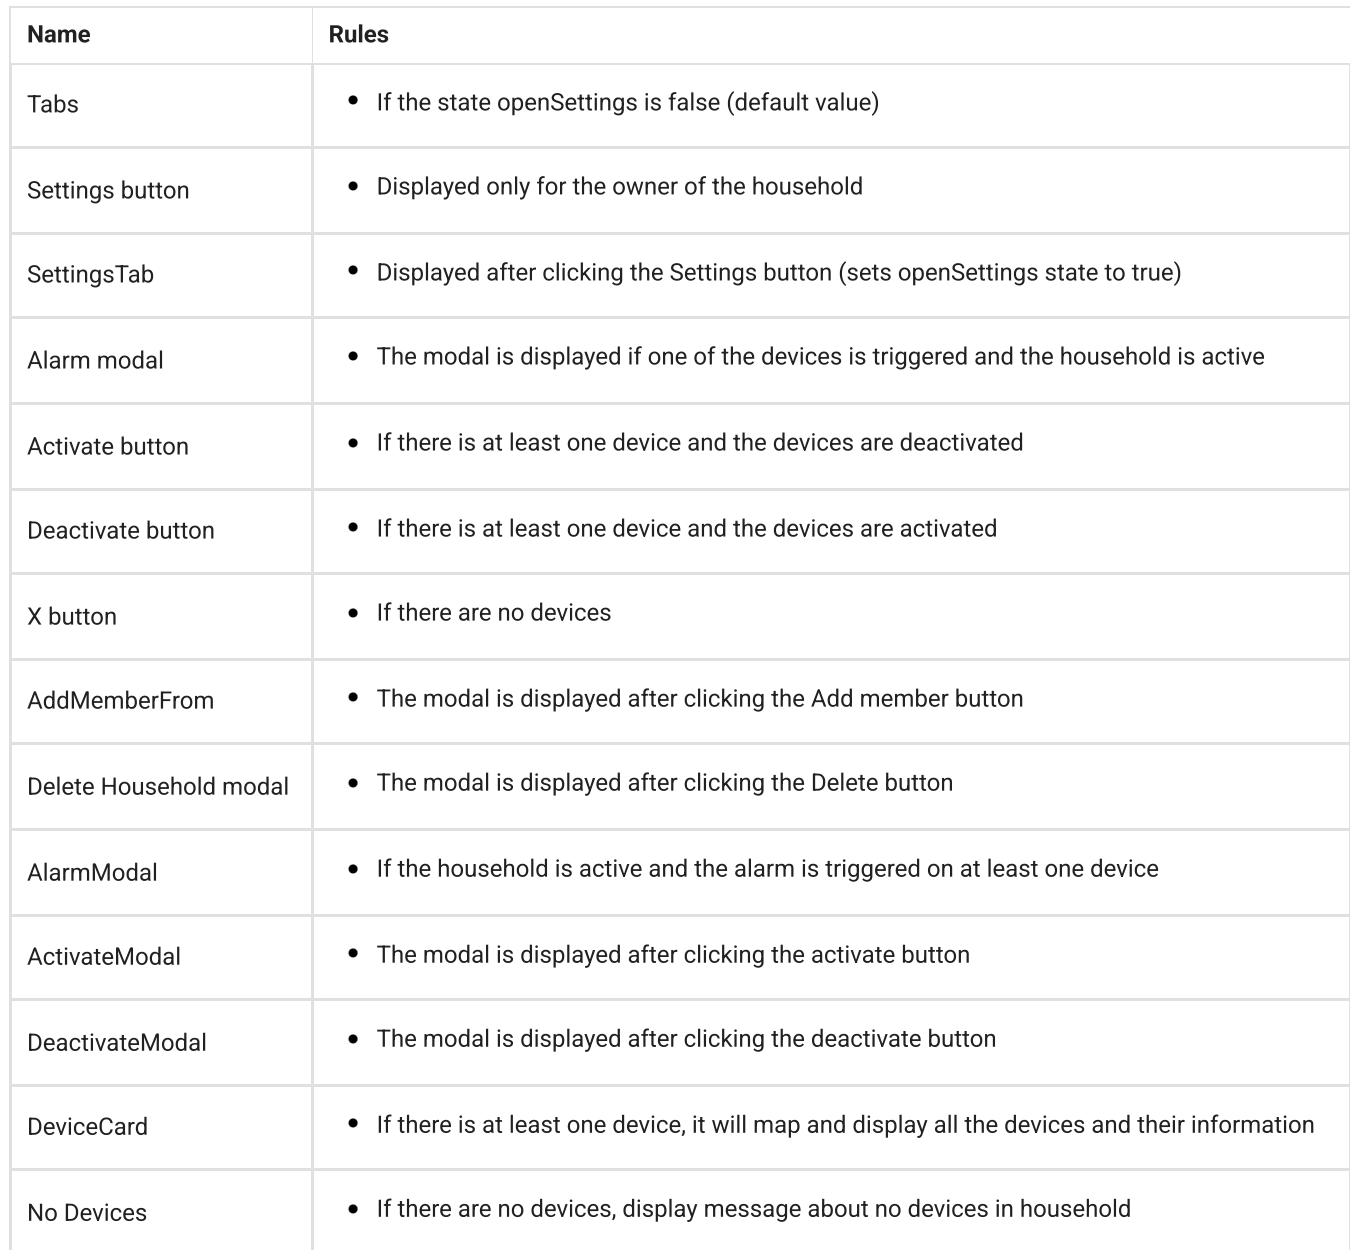 Name Rules
Tabs • If the state openSettings is false (default value)
Settings button • Displayed only for the owner of the household
SettingsTab • Displayed after clicking the Settings button (sets openSettings state to true)
Alarm modal • The modal is displayed if one of the devices is triggered and the household is active
Activate button • If there is at least one device and the devices are deactivated
Deactivate button • If there is at least one device and the devices are activated
X button • If there are no devices
AddMemberFrom • The modal is displayed after clicking the Add member button
Delete Household modal • The modal is displayed after clicking the Delete button
AlarmModal • If the household is active and the alarm is triggered on at least one device
ActivateModal • The modal is displayed after clicking the activate button
DeactivateModal • The modal is displayed after clicking the deactivate button
DeviceCard • If there is at least one device, it will map and display all the devices and their information
No Devices • If there are no devices, display message about no devices in household